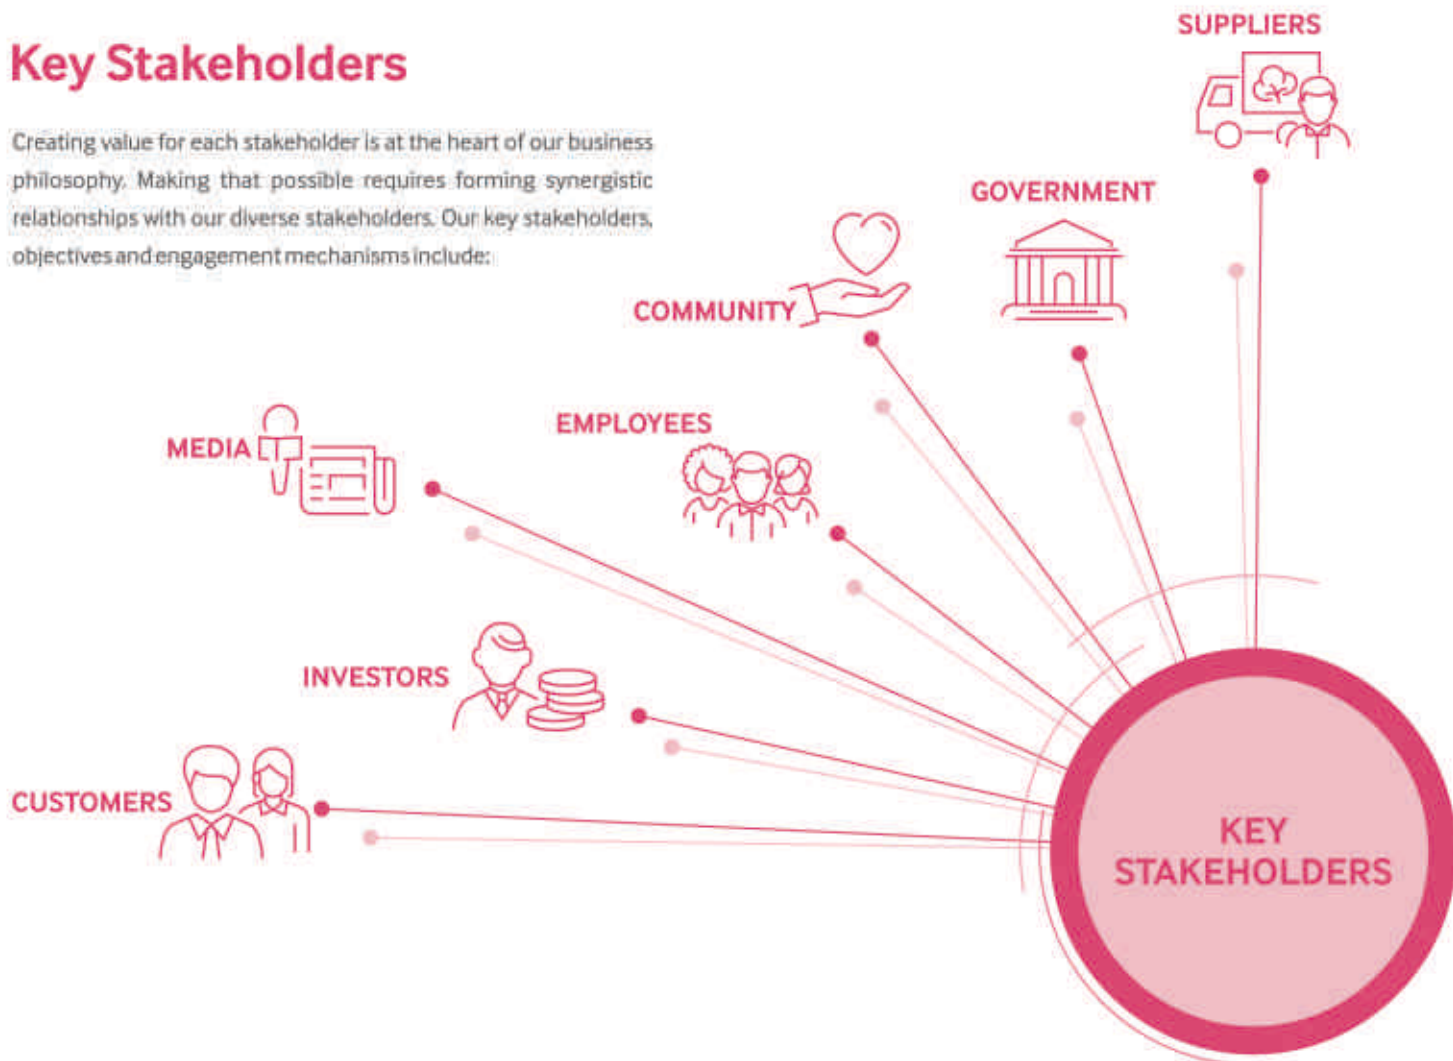 Key Stakeholders
Creating value for each stakeholder is at the heart of our business
philosophy. Making that possible requires forming synergistic
relationships with our diverse stakeholders. Our key stakeholders,
objectives and engagement mechanisms include:
SUPPLIERS
GOVERNMENT
COMMUNITY
EMPLOYEES
MEDIA
INVESTORS
CUSTOMERS
KEY
STAKEHOLDERS